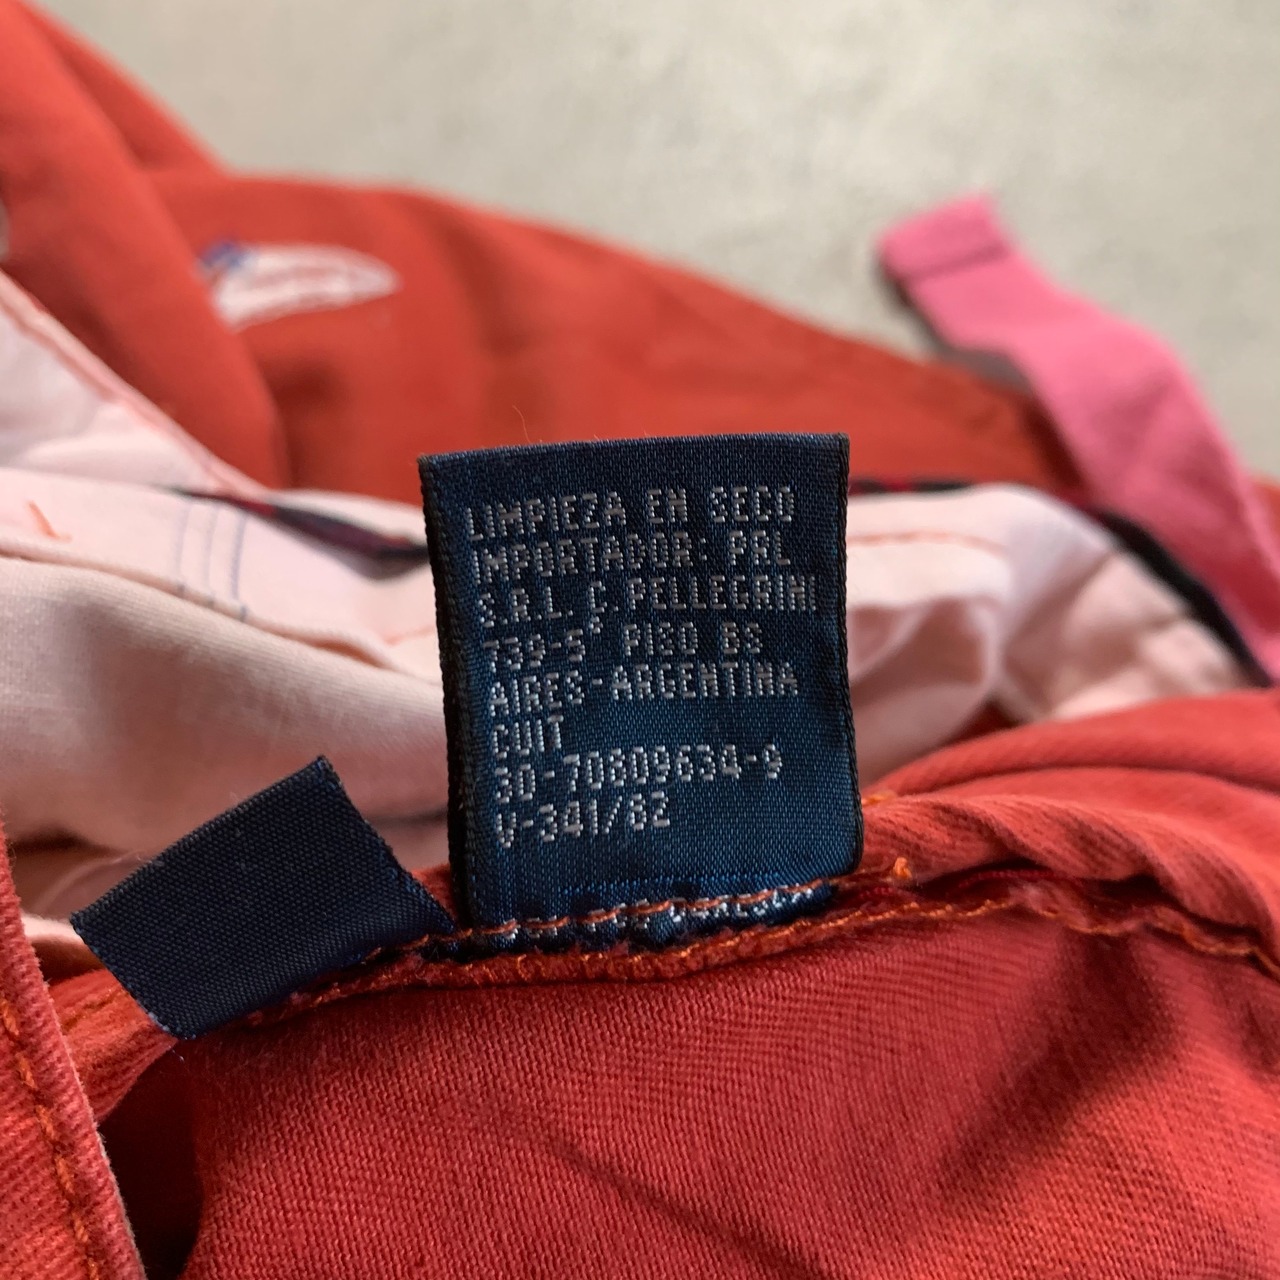 LIMPIEZA EN SECO
IMPORTADOR: PRL
S.R.L. C. PELLEGRINI
739-5° PISO BS
AIRES-ARGENTINA
CUIT
30-70809634-9
V-341/82